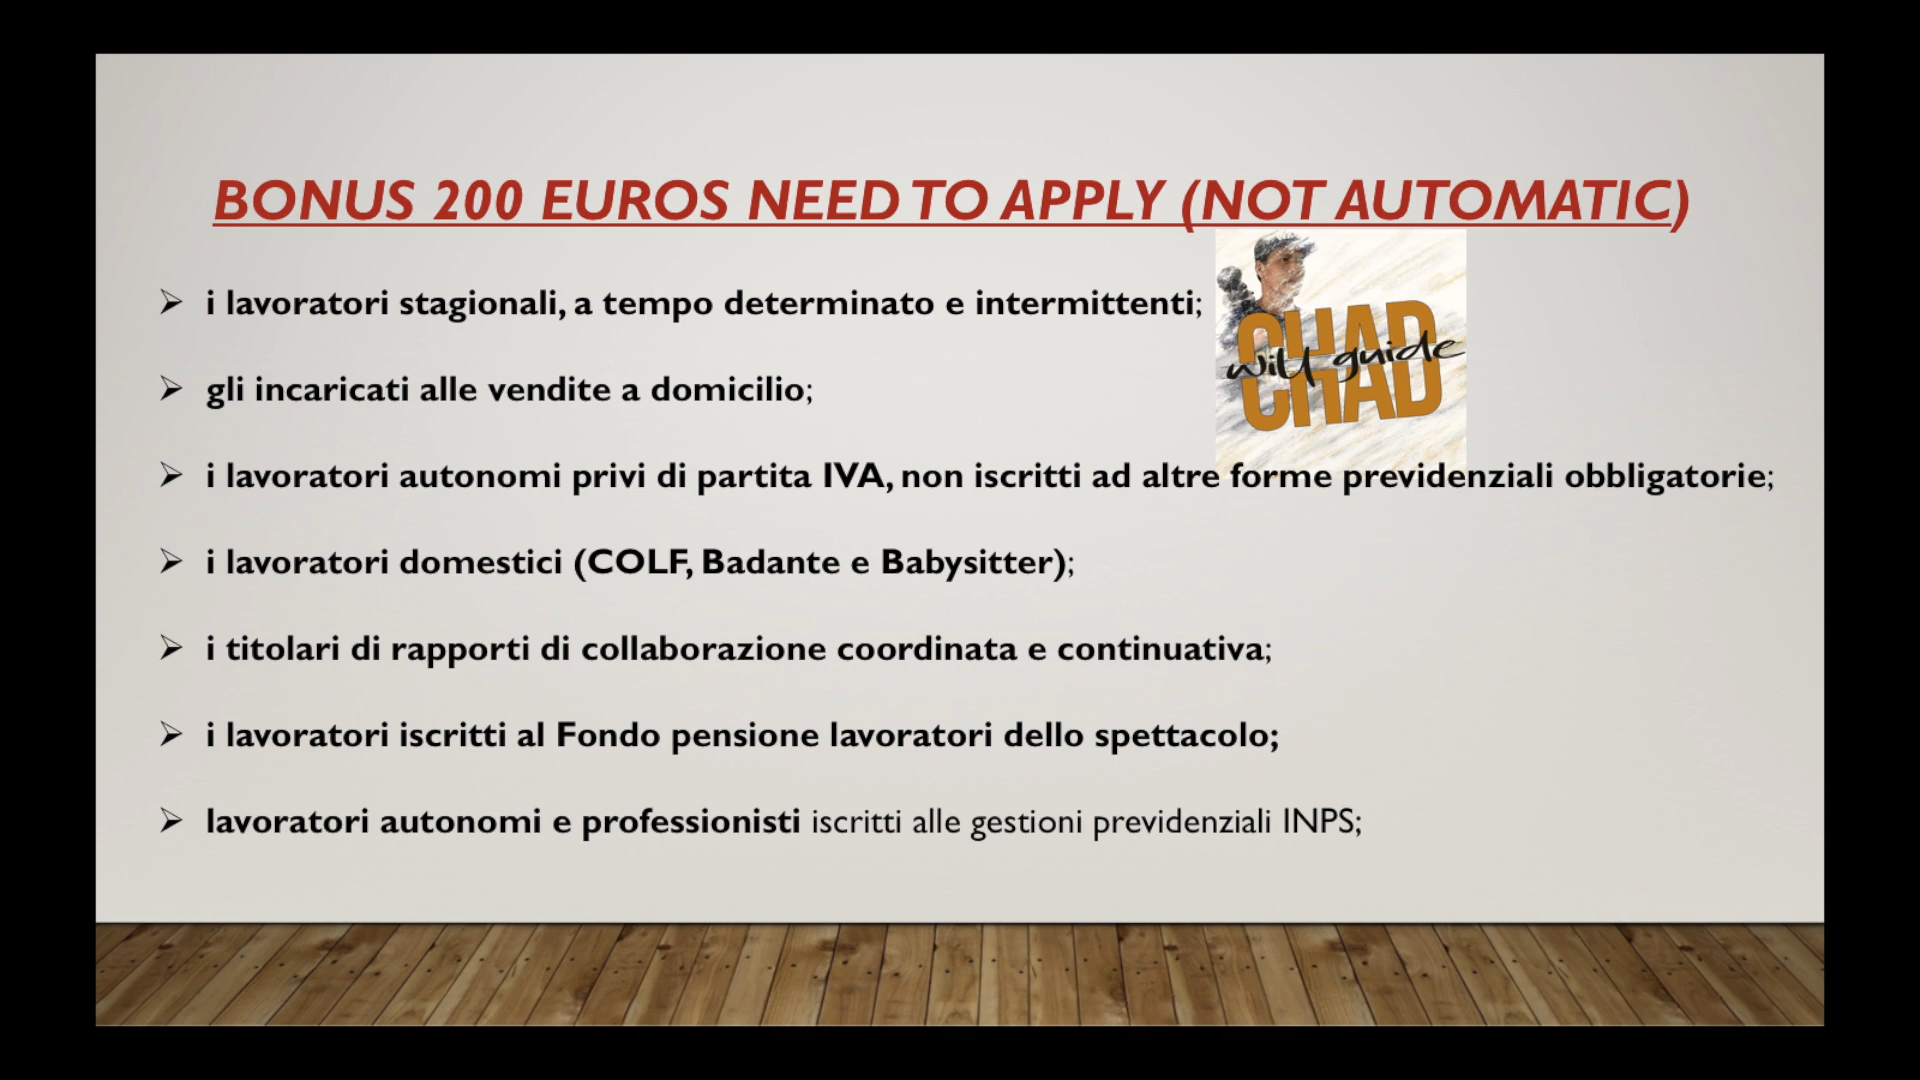 BONUS 200 EUROS NEED TO APPLY (NOT AUTOMATIC)
i lavoratori stagionali, a tempo determinato e intermittenti;
CHAD
will guide
CHAD
gli incaricati alle vendite a domicilio;
i lavoratori autonomi privi di partita IVA, non iscritti ad altre forme previdenziali obbligatorie;
i lavoratori domestici (COLF, Badante e Babysitter);
i titolari di rapporti di collaborazione coordinata e continuativa;
i lavoratori iscritti al Fondo pensione lavoratori dello spettacolo;
lavoratori autonomi e professionisti iscritti alle gestioni previdenziali INPS;